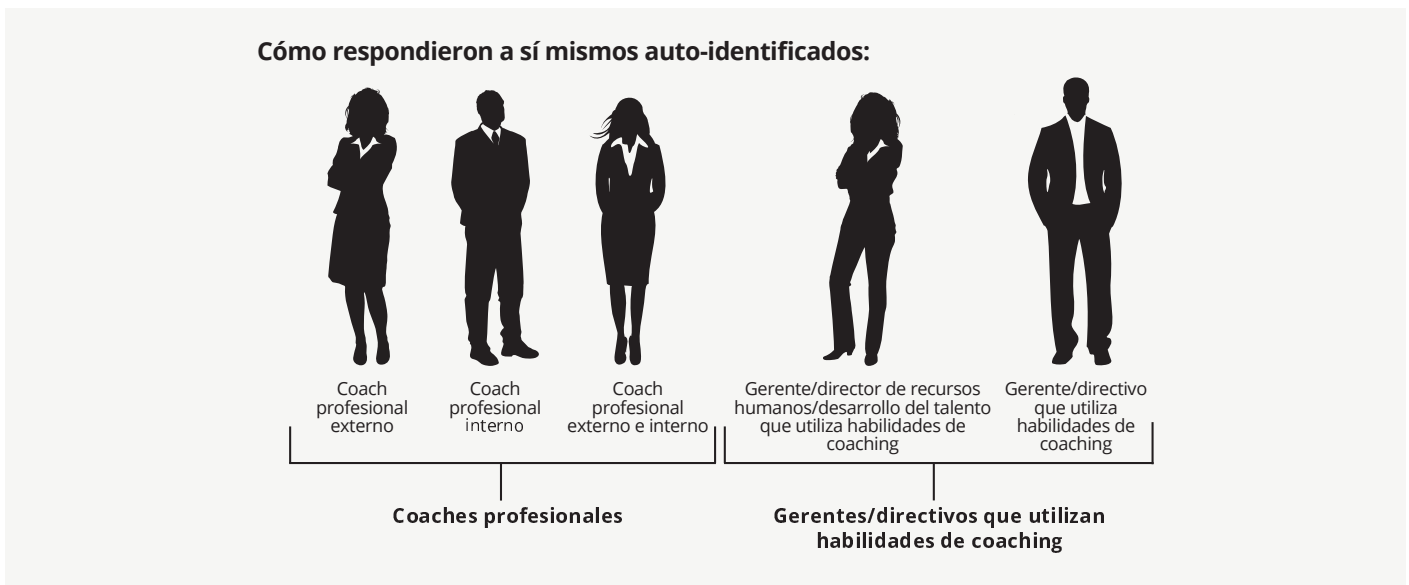 Cómo respondieron a sí mismos auto-identificados:
Coach
profesional
externo
Coach
profesional
interno
Coach
profesional
externo e interno
Gerente/director de recursos
humanos/desarrollo del talento
que utiliza habilidades de
coaching
Gerente/directivo
que utiliza
habilidades de
coaching
Coaches profesionales
Gerentes/directivos que utilizan
habilidades de coaching